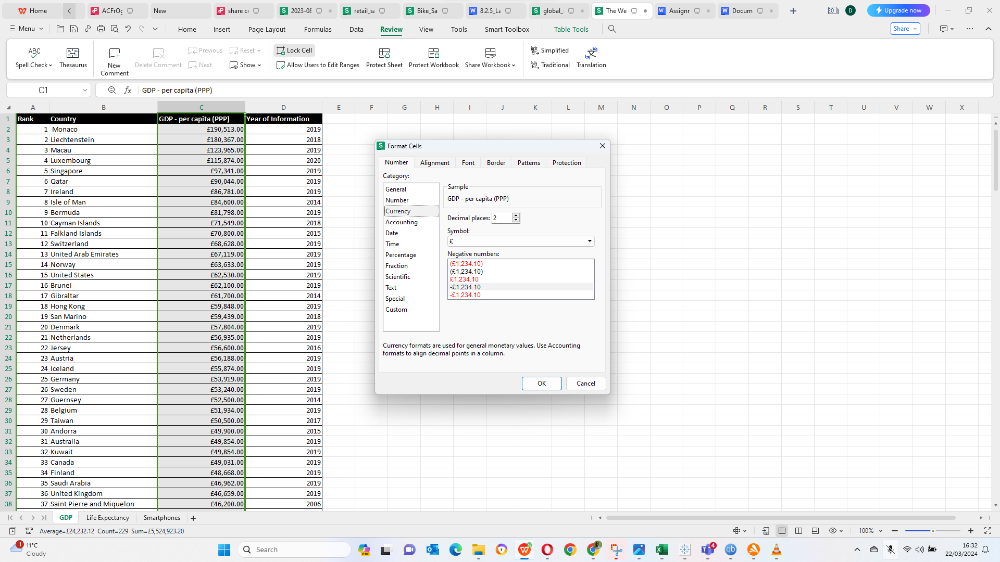 Home ACFrOg New share co 2023-08 retail_sa Bike_Sa 8.2.5_La global_s The We Assignm Docum 20 D Upgrade now
Menu Home Insert Page Layout Formulas Data Review View Tools Smart Toolbox Table Tools Share
ABC Previous Reset Lock Cell Simplified
Spell Check Thesaurus New Comment Delete Comment Next Show Allow Users to Edit Ranges Protect Sheet Protect Workbook Share Workbook Traditional Translation
C1 fx GDP - per capita (PPP)
A B C D E F G H I J K L M N O P Q R S T U V W X
1 Rank Country GDP - per capita (PPP) Year of Information
2 1 Monaco £190,513.00 2019
3 2 Liechtenstein £180,367.00 2018
4 3 Macau £123,965.00 2019
5 4 Luxembourg £115,874.00 2020
6 5 Singapore £97,341.00 2019
7 6 Qatar £90,044.00 2019
8 7 Ireland £86,781.00 2019
9 8 Isle of Man £84,600.00 2014
10 9 Bermuda £81,798.00 2019
11 10 Cayman Islands £71,549.00 2018
12 11 Falkland Islands £70,800.00 2015
13 12 Switzerland £68,628.00 2019
14 13 United Arab Emirates £67,119.00 2019
15 14 Norway £63,633.00 2019
16 15 United States £62,530.00 2019
17 16 Brunei £62,100.00 2019
18 17 Gibraltar £61,700.00 2014
19 18 Hong Kong £59,848.00 2019
20 19 San Marino £59,439.00 2018
21 20 Denmark £57,804.00 2019
22 21 Netherlands £56,935.00 2019
23 22 Jersey £56,600.00 2016
24 23 Austria £56,188.00 2019
25 24 Iceland £55,874.00 2019
26 25 Germany £53,919.00 2019
27 26 Sweden £53,240.00 2019
28 27 Guernsey £52,500.00 2014
29 28 Belgium £51,934.00 2019
30 29 Taiwan £50,500.00 2017
31 30 Andorra £49,900.00 2015
32 31 Australia £49,854.00 2019
33 32 Kuwait £49,854.00 2019
34 33 Canada £49,031.00 2019
35 34 Finland £48,668.00 2019
36 35 Saudi Arabia £46,962.00 2019
37 36 United Kingdom £46,659.00 2019
38 37 Saint Pierre and Miquelon £46,200.00 2006
Format Cells
Number Alignment Font Border Patterns Protection
Category:
General
Number
Currency
Accounting
Date
Time
Percentage
Fraction
Scientific
Text
Special
Custom
Sample
GDP - per capita (PPP)
Decimal places: 2
Symbol:
£
Negative numbers:
(£1,234.10)
(£1,234.10)
£1,234.10
-£1,234.10
-£1,234.10
Currency formats are used for general monetary values. Use Accounting
formats to align decimal points in a column.
OK Cancel
GDP Life Expectancy Smartphones
Average=£24,232.12 Count=229 Sum=£5,524,923.20 100%
1 11°C
Cloudy
Search PRE 4 qb
16:32
22/03/2024